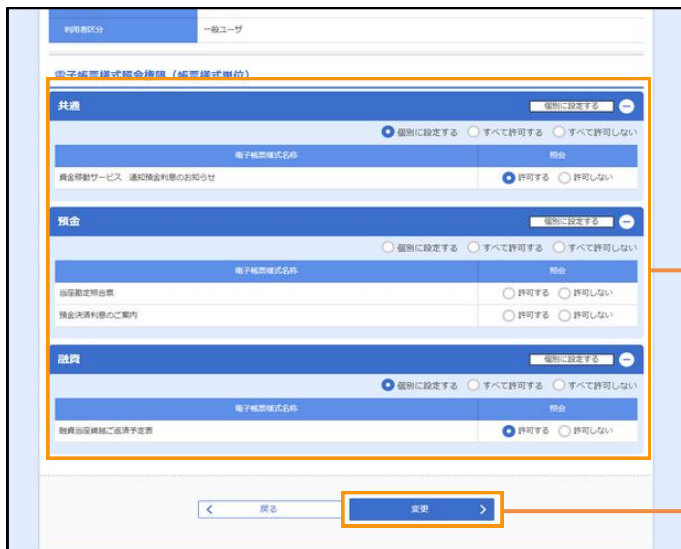 利用者区分 一般ユーザ
電子帳票様式照会権限（帳票様式単位）
共通 個別に設定する
個別に設定する すべて許可する すべて許可しない
電子帳票様式名称 照会
資金移動サービス 通知預金利息のお知らせ 許可する 許可しない
預金 個別に設定する
個別に設定する すべて許可する すべて許可しない
電子帳票様式名称 照会
当座勘定照合表 許可する 許可しない
預金決済利息のご案内 許可する 許可しない
融資 個別に設定する
個別に設定する すべて許可する すべて許可しない
電子帳票様式名称 照会
融資当座貸越ご返済予定表 許可する 許可しない
戻る 変更